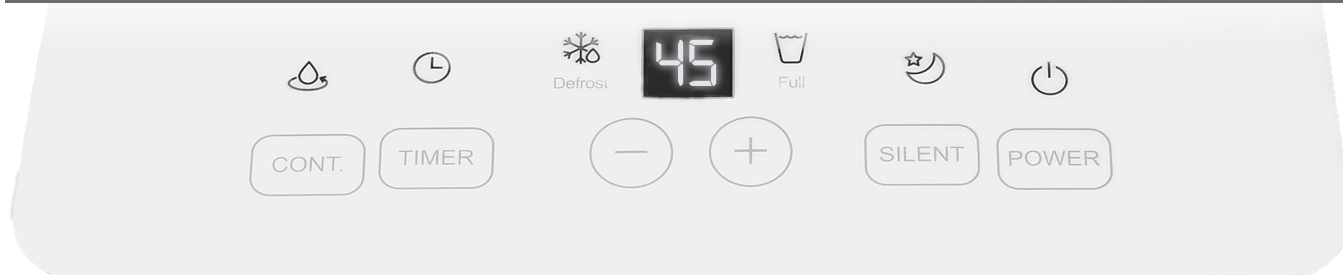 45
Defrost
Full
CONT.
TIMER
SILENT
POWER